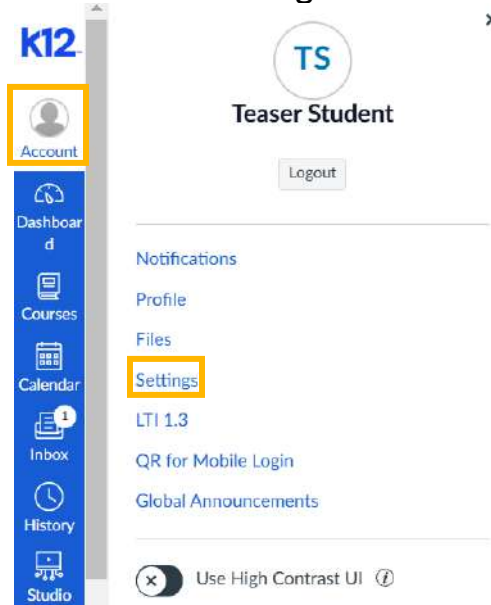 K12
Account
Dashboar
d
Courses
Calendar
1
Inbox
History
Studio
TS
Teaser Student
Logout
Notifications
Profile
Files
Settings
LTI 1.3
QR for Mobile Login
Global Announcements
Use High Contrast UI